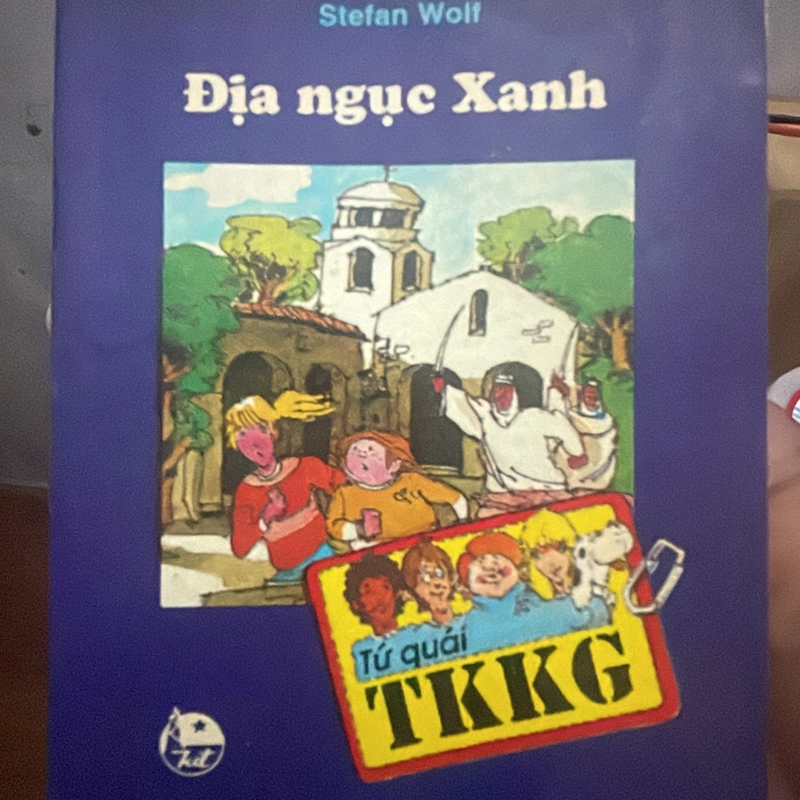 Stefan Wolf
Địa ngục Xanh
Tứ quái
TKKG